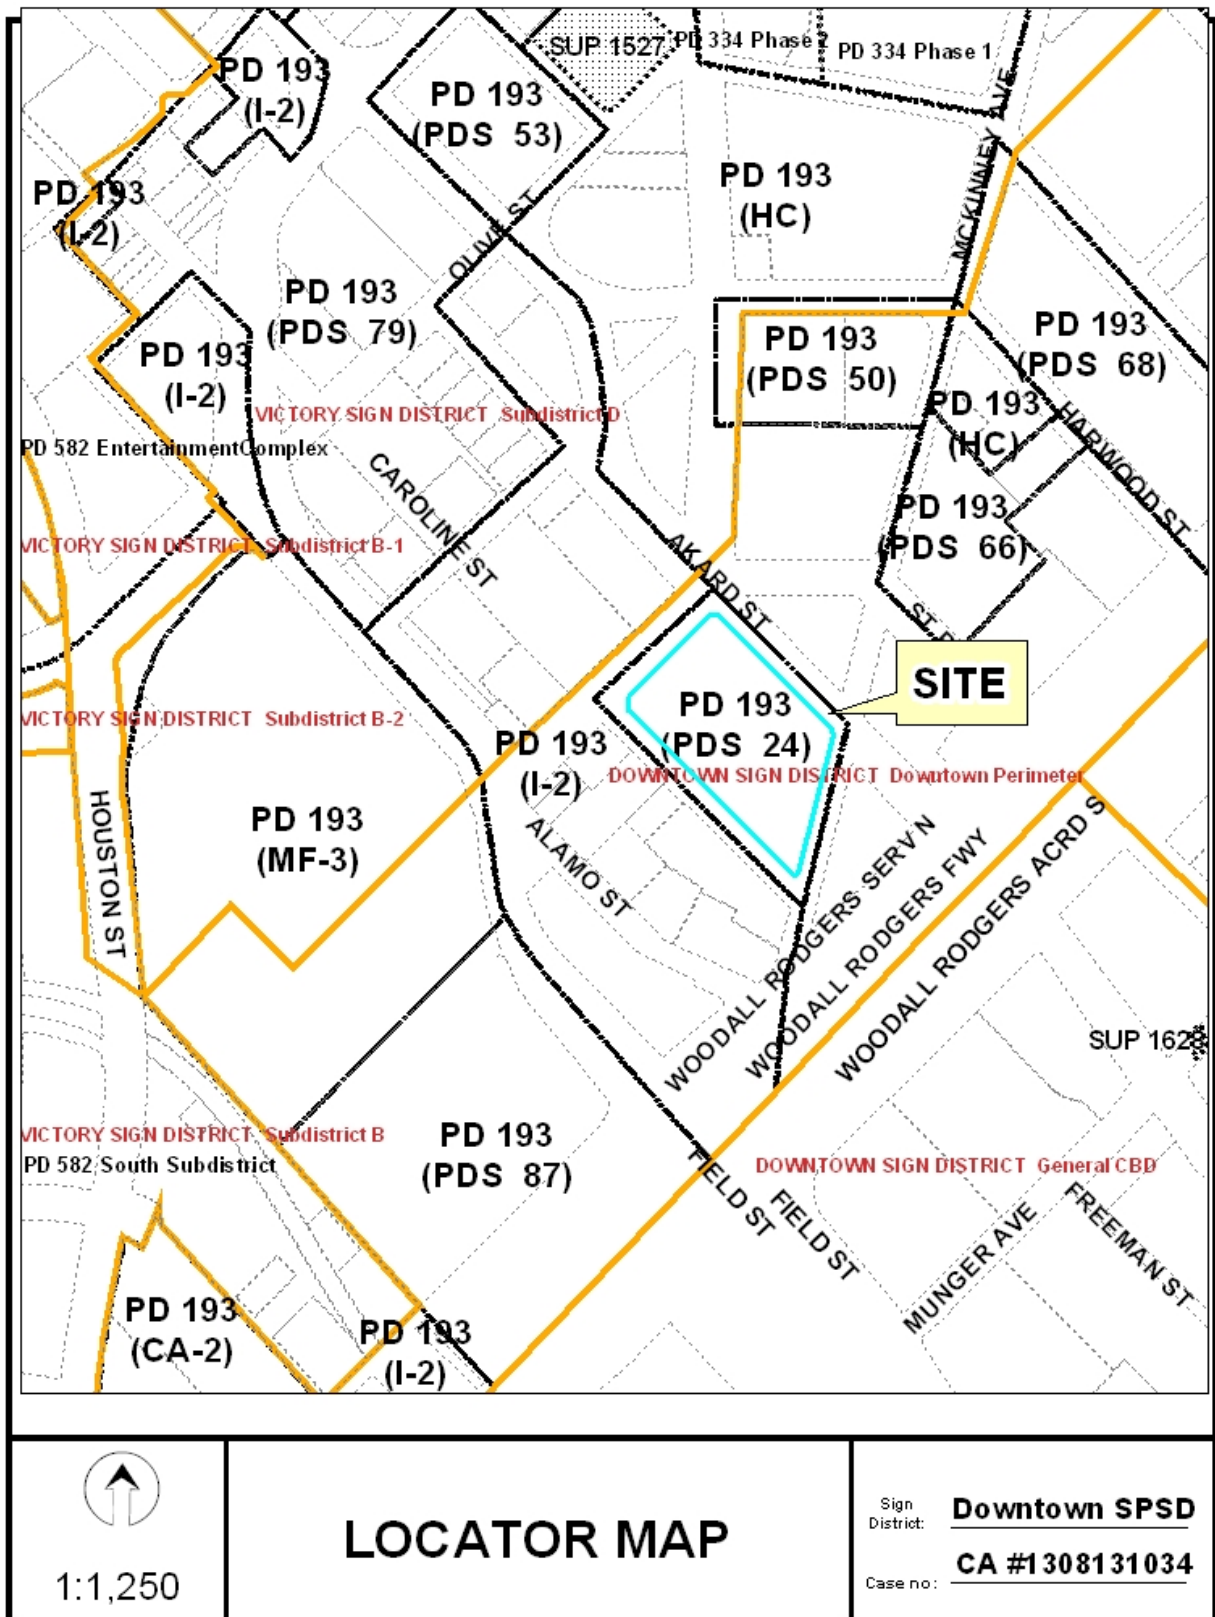 SUP 1527
PD 334 Phase 2
PD 334 Phase 1
PD 193
(I-2)
PD 193
(PDS 53)
MCKINNEY AVE
PD 193
(HC)
PD 193
(I-2)
OLIVE ST
PD 193
(PDS 79)
PD 193
(I-2)
PD 193
(PDS 50)
PD 193
(PDS 68)
PD 193
(HC)
HARWOOD ST
VICTORY SIGN DISTRICT Subdistrict D
PD 582 Entertainment Complex
CAROLINE ST
PD 193
(PDS 66)
VICTORY SIGN DISTRICT Subdistrict B-1
AKARD ST
ST
SITE
PD 193
(PDS 24)
VICTORY SIGN DISTRICT Subdistrict B-2
PD 193
(I-2)
DOWNTOWN SIGN DISTRICT Downtown Perimeter
HOUSTON ST
PD 193
(MF-3)
ALAMO ST
WOODALL RODGERS SERV N
WOODALL RODGERS FWY
WOODALL RODGERS ACRD S
SUP 1628
VICTORY SIGN DISTRICT Subdistrict B
PD 582 South Subdistrict
PD 193
(PDS 87)
DOWNTOWN SIGN DISTRICT General CBD
FIELD ST
FIELD ST
MUNGER AVE
FREEMAN ST
PD 193
(CA-2)
PD 193
(I-2)
1:1,250
LOCATOR MAP
Sign District: Downtown SPSD
Case no: CA #1308131034